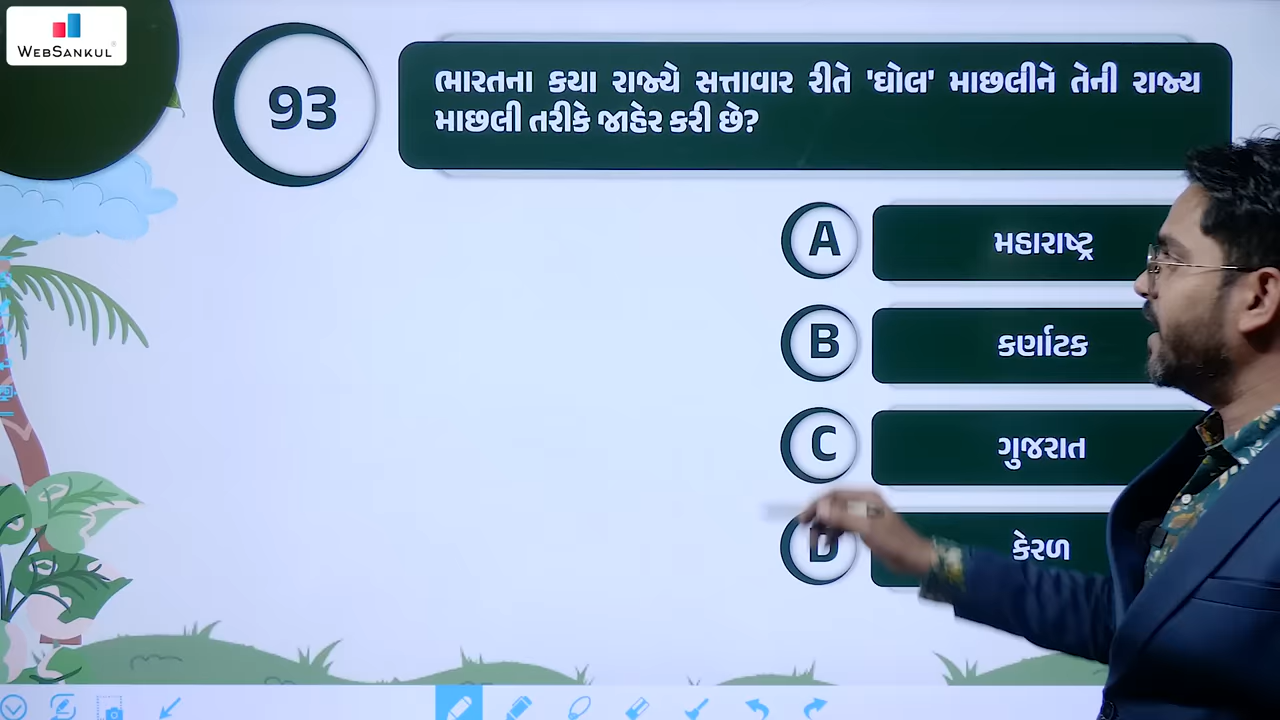 WEBSANKUL
93
ભારતના કયા રાજ્યે સત્તાવાર રીતે 'ઘોલ' માછલીને તેની રાજ્ય
માછલી તરીકે જાહેર કરી છે?
A
મહારાષ્ટ્ર
B
કર્ણાટક
C
ગુજરાત
D
કેરળ